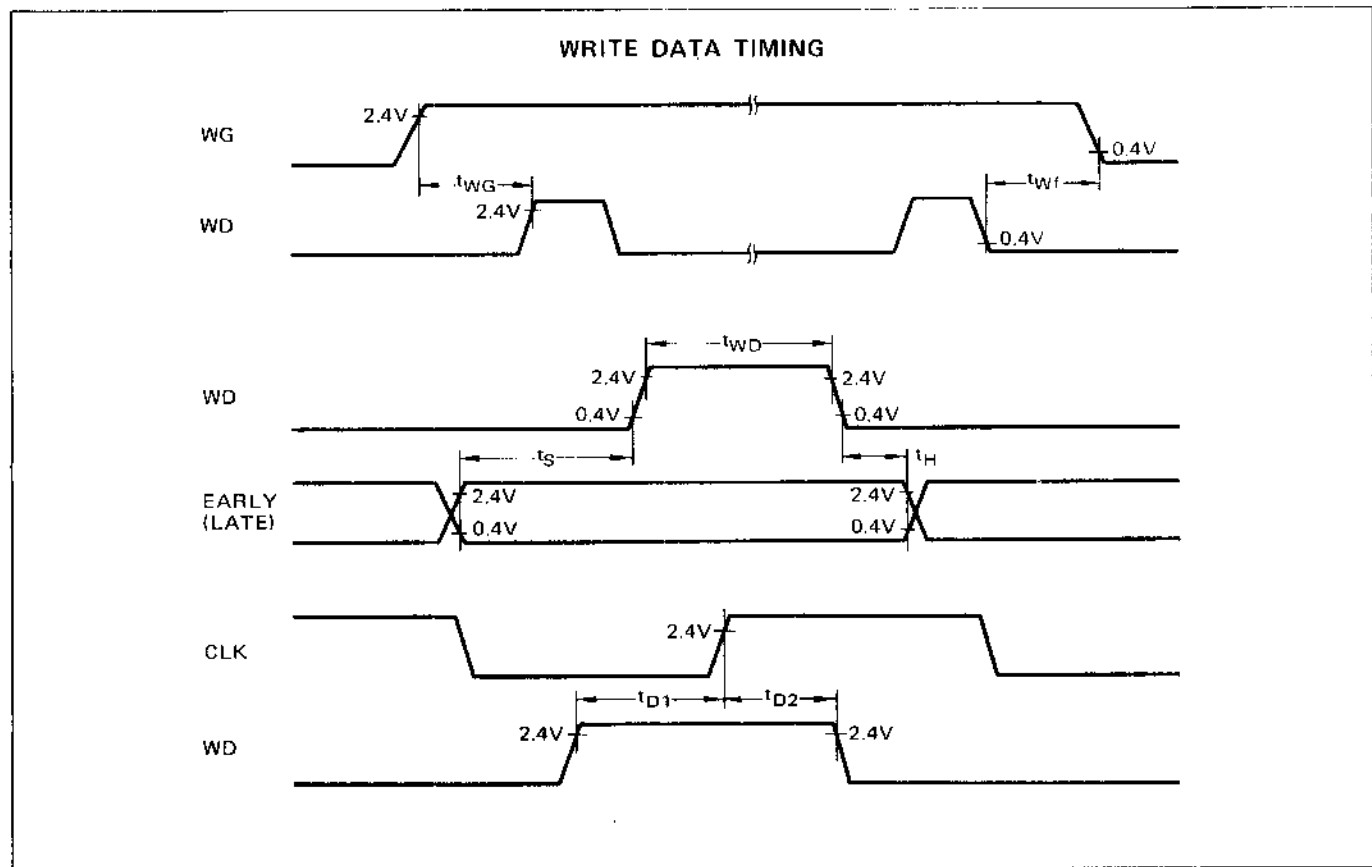 WRITE DATA TIMING
WG
2.4V
0.4V
tWG
tWf
WD
2.4V
0.4V
tWD
WD
2.4V
2.4V
0.4V
0.4V
tS
tH
EARLY
(LATE)
2.4V
2.4V
0.4V
0.4V
CLK
2.4V
tD1
tD2
WD
2.4V
2.4V